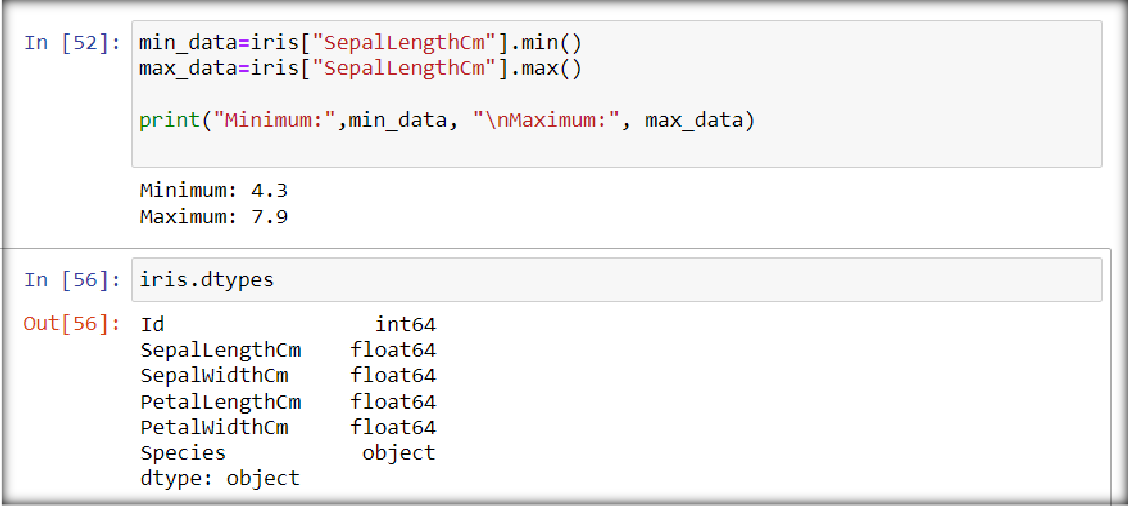 In [52]: min_data=iris["SepalLengthCm"].min()
max_data=iris["SepalLengthCm"].max()
print("Minimum:",min_data, "\nMaximum:", max_data)
Minimum: 4.3
Maximum: 7.9
In [56]: iris.dtypes
Out[56]: Id int64
SepalLengthCm float64
SepalWidthCm float64
PetalLengthCm float64
PetalWidthCm float64
Species object
dtype: object